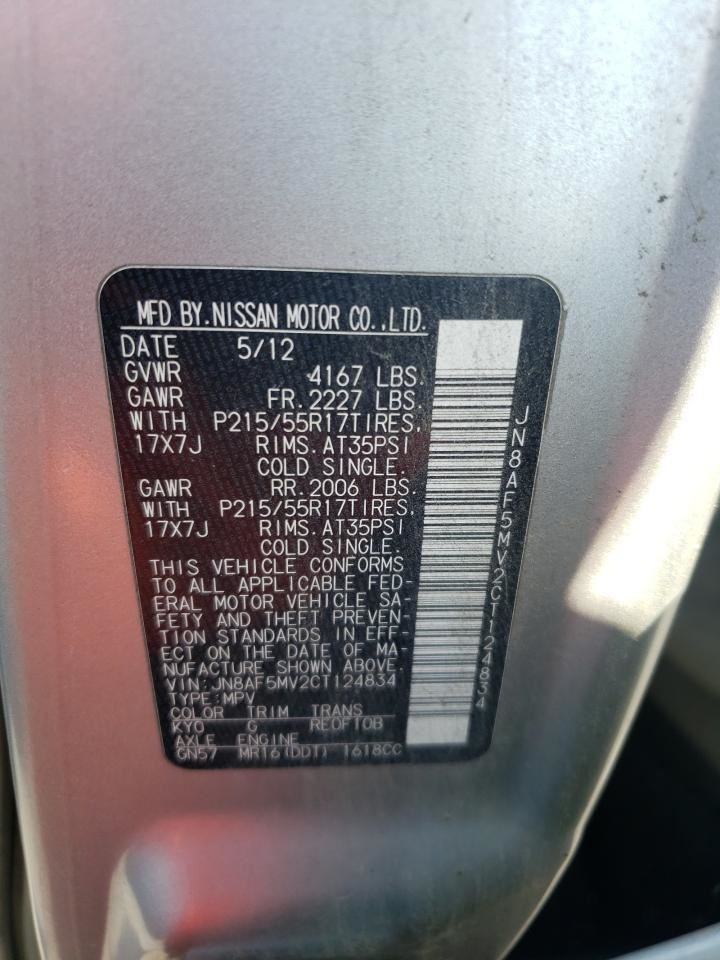 MFD BY.NISSAN MOTOR CO.,LTD.
DATE 5/12
GVWR 4167 LBS.
GAWR FR.2227 LBS.
WITH P215/55R17TIRES.
17X7J RIMS.AT35PSI
COLD SINGLE.
GAWR RR.2006 LBS.
WITH P215/55R17TIRES.
17X7J RIMS.AT35PSI
COLD SINGLE.
THIS VEHICLE CONFORMS
TO ALL APPLICABLE FED-
ERAL MOTOR VEHICLE SA-
FETY AND THEFT PREVEN-
TION STANDARDS IN EFF-
ECT ON THE DATE OF MA-
NUFACTURE SHOWN ABOVE.
VIN:JN8AF5MV2CT124834
TYPE:MPV
COLOR TRIM TRANS
KY0 G RE0F10B
AXLE ENGINE
GN57 MR16(DDT) 1618CC
JN8AF5MV2CT124834